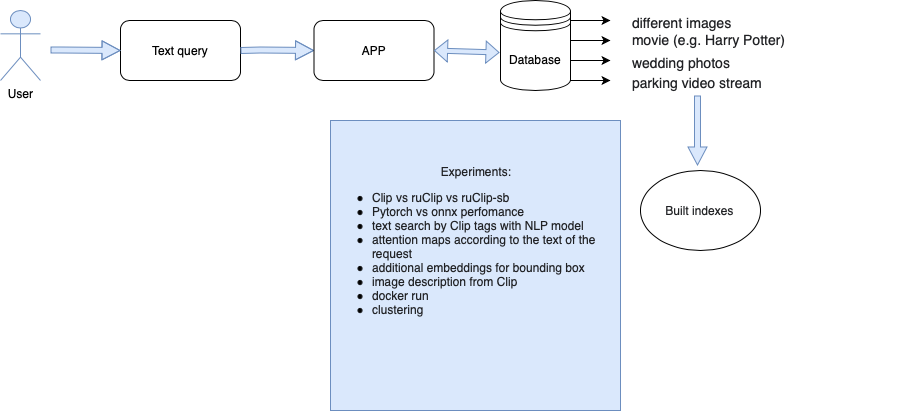 User
Text query
APP
Database
different images
movie (e.g. Harry Potter)
wedding photos
parking video stream
Built indexes
Experiments:
● Clip vs ruClip vs ruClip-sb
● Pytorch vs onnx perfomance
● text search by Clip tags with NLP model
● attention maps according to the text of the
request
● additional embeddings for bounding box
● image description from Clip
● docker run
● clustering